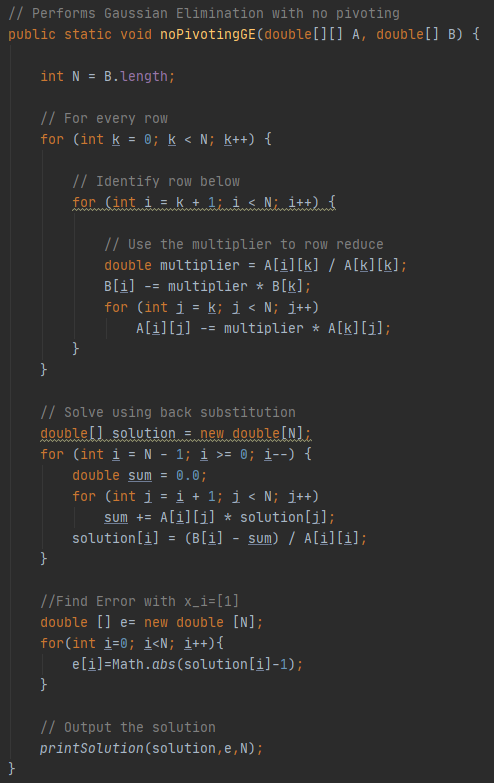 // Performs Gaussian Elimination with no pivoting
public static void noPivotingGE(double[][] A, double[] B) {
int N = B.length;
// For every row
for (int k = 0; k < N; k++) {
// Identify row below
for (int i = k + 1; i < N; i++) {
// Use the multiplier to row reduce
double multiplier = A[i][k] / A[k][k];
B[i] -= multiplier * B[k];
for (int j = k; j < N; j++)
A[i][j] -= multiplier * A[k][j];
}
}
// Solve using back substitution
double[] solution = new double[N];
for (int i = N - 1; i >= 0; i--) {
double sum = 0.0;
for (int j = i + 1; j < N; j++)
sum += A[i][j] * solution[j];
solution[i] = (B[i] - sum) / A[i][i];
}
//Find Error with x_i=[1]
double [] e= new double [N];
for(int i=0; i<N; i++){
e[i]=Math.abs(solution[i]-1);
}
// Output the solution
printSolution(solution,e,N);
}